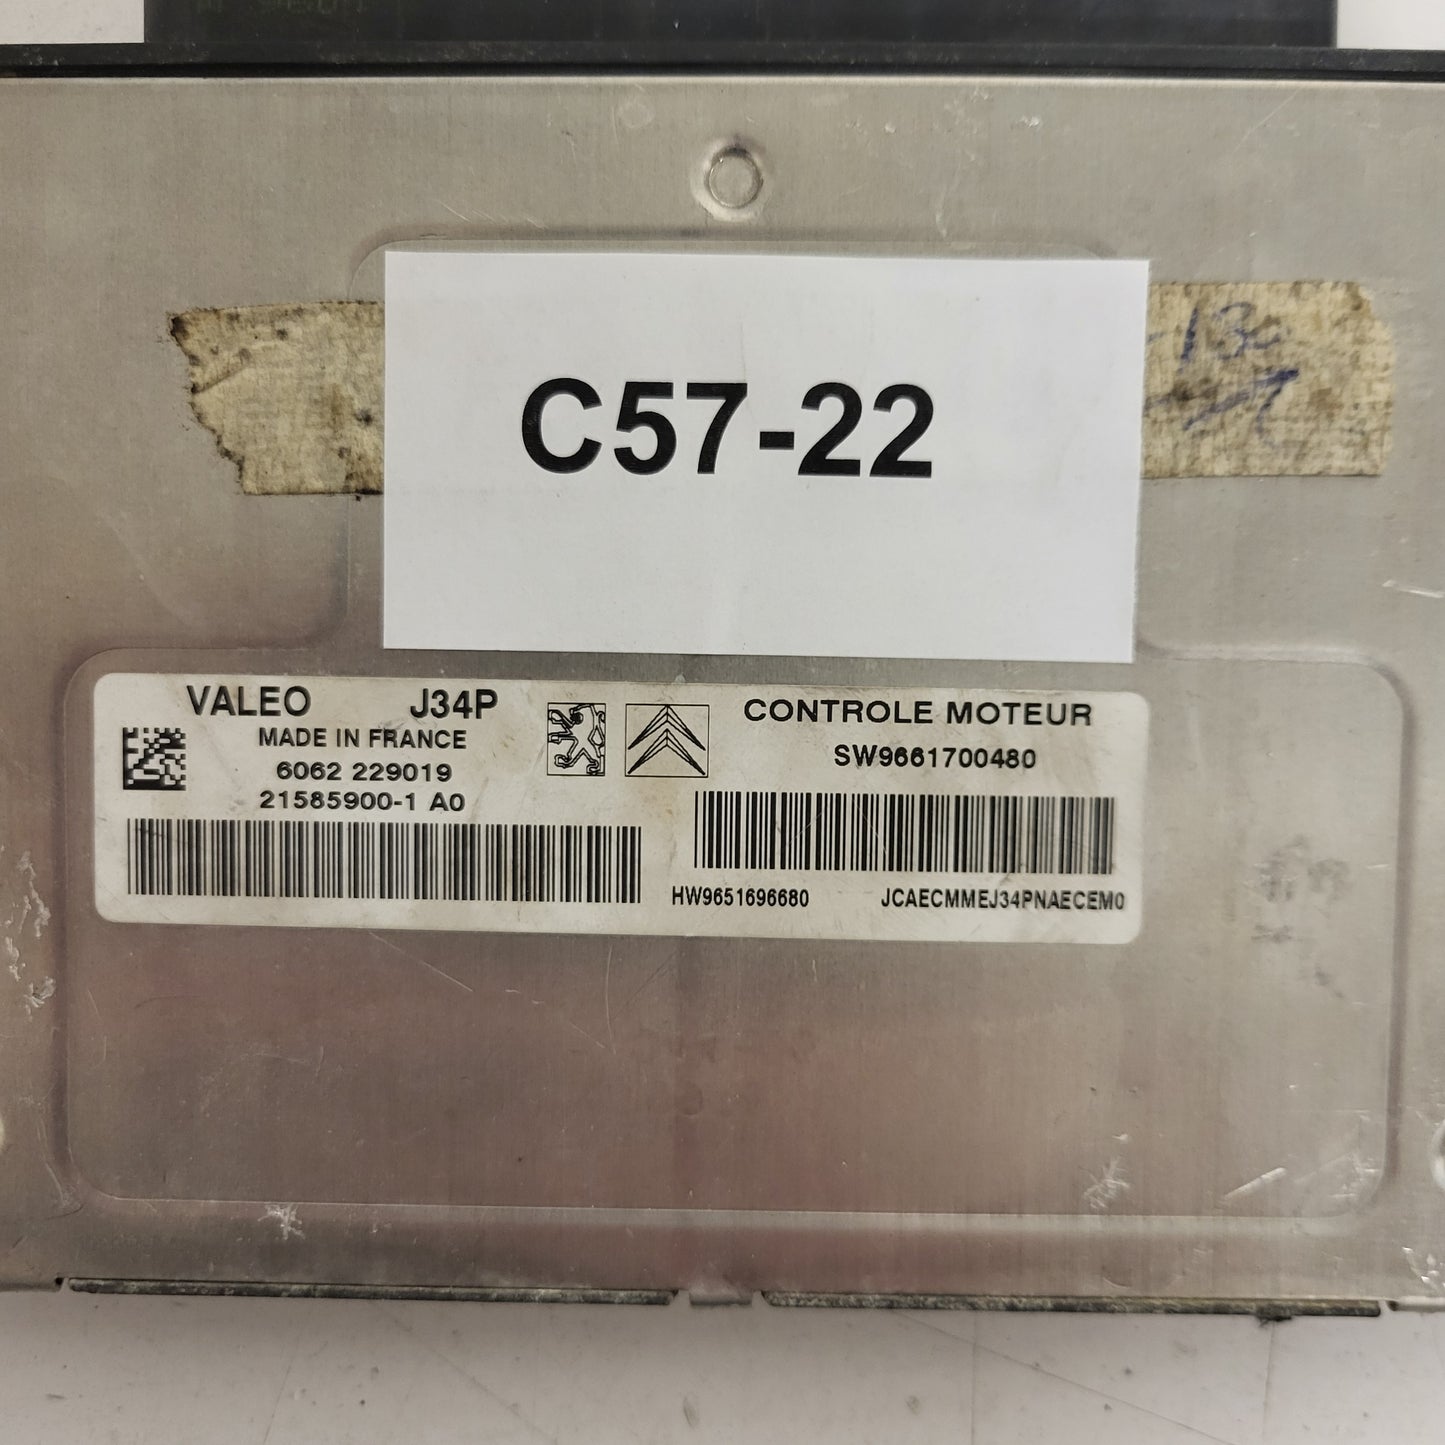 C57-22
VALEO J34P
MADE IN FRANCE
6062 229019
21585900-1 A0
CONTROLE MOTEUR
SW9661700480
HW9651696680 JCAECMMEJ34PNAECEM0